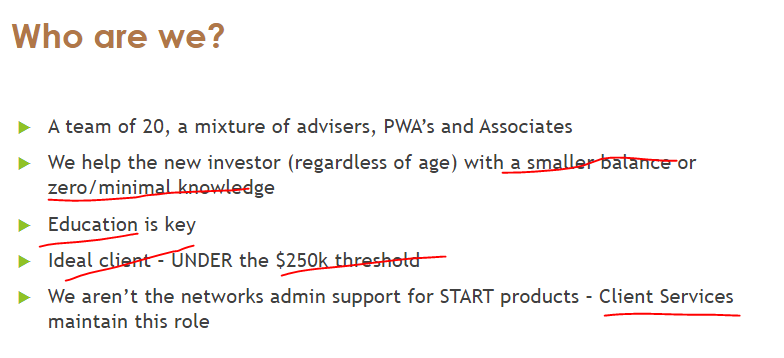 Who are we?
A team of 20, a mixture of advisers, PWA's and Associates
We help the new investor (regardless of age) with a smaller balance or
zero/minimal knowledge
Education is key
Ideal client – UNDER the $250k threshold
We aren't the networks admin support for START products – Client Services
maintain this role